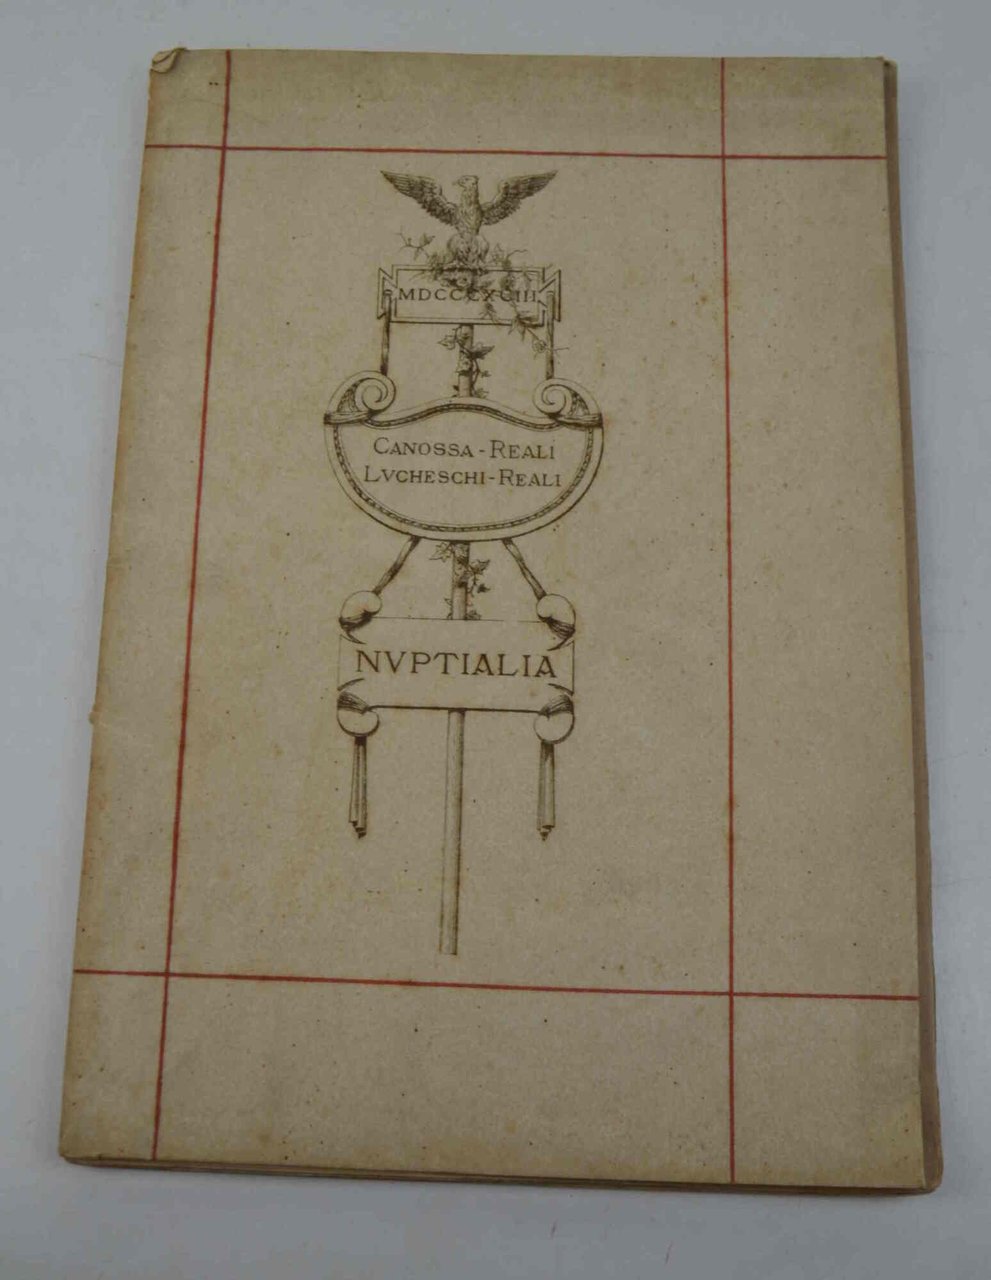 MDCCCXCIII
CANOSSA - REALI
LVCHESCHI - REALI
NVPTIALIA